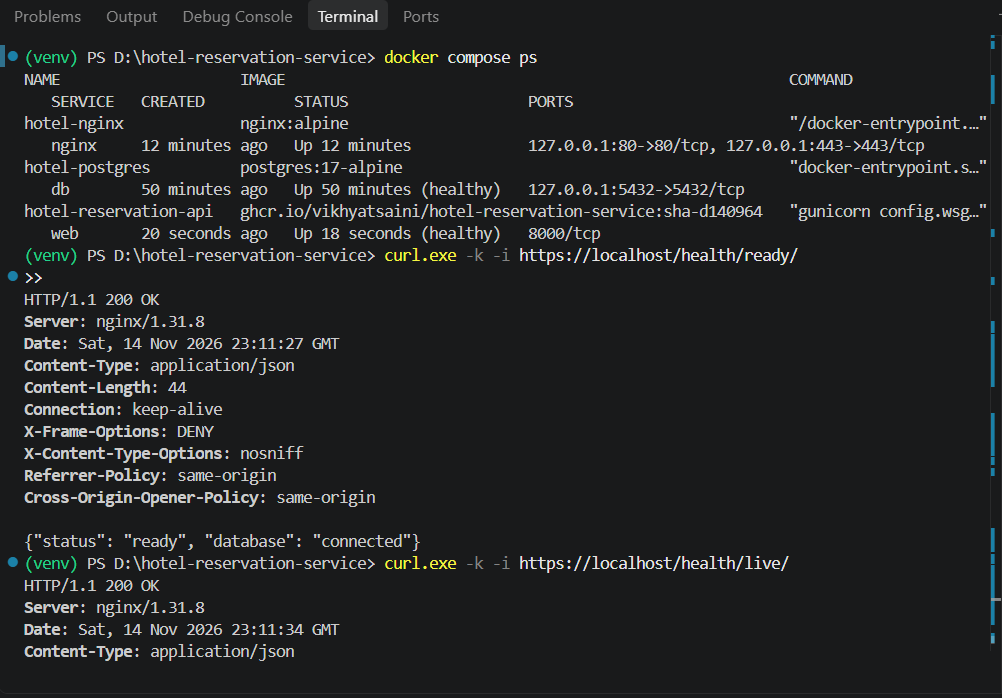 Problems Output Debug Console Terminal Ports
(venv) PS D:\hotel-reservation-service> docker compose ps
NAME IMAGE COMMAND
SERVICE CREATED STATUS PORTS
hotel-nginx nginx:alpine "/docker-entrypoint.…"
nginx 12 minutes ago Up 12 minutes 127.0.0.1:80->80/tcp, 127.0.0.1:443->443/tcp
hotel-postgres postgres:17-alpine "docker-entrypoint.s…"
db 50 minutes ago Up 50 minutes (healthy) 127.0.0.1:5432->5432/tcp
hotel-reservation-api ghcr.io/vikhyatsaini/hotel-reservation-service:sha-d140964 "gunicorn config.wsg…"
web 20 seconds ago Up 18 seconds (healthy) 8000/tcp
(venv) PS D:\hotel-reservation-service> curl.exe -k -i https://localhost/health/ready/
>>
HTTP/1.1 200 OK
Server: nginx/1.31.8
Date: Sat, 14 Nov 2026 23:11:27 GMT
Content-Type: application/json
Content-Length: 44
Connection: keep-alive
X-Frame-Options: DENY
X-Content-Type-Options: nosniff
Referrer-Policy: same-origin
Cross-Origin-Opener-Policy: same-origin
{"status": "ready", "database": "connected"}
(venv) PS D:\hotel-reservation-service> curl.exe -k -i https://localhost/health/live/
HTTP/1.1 200 OK
Server: nginx/1.31.8
Date: Sat, 14 Nov 2026 23:11:34 GMT
Content-Type: application/json